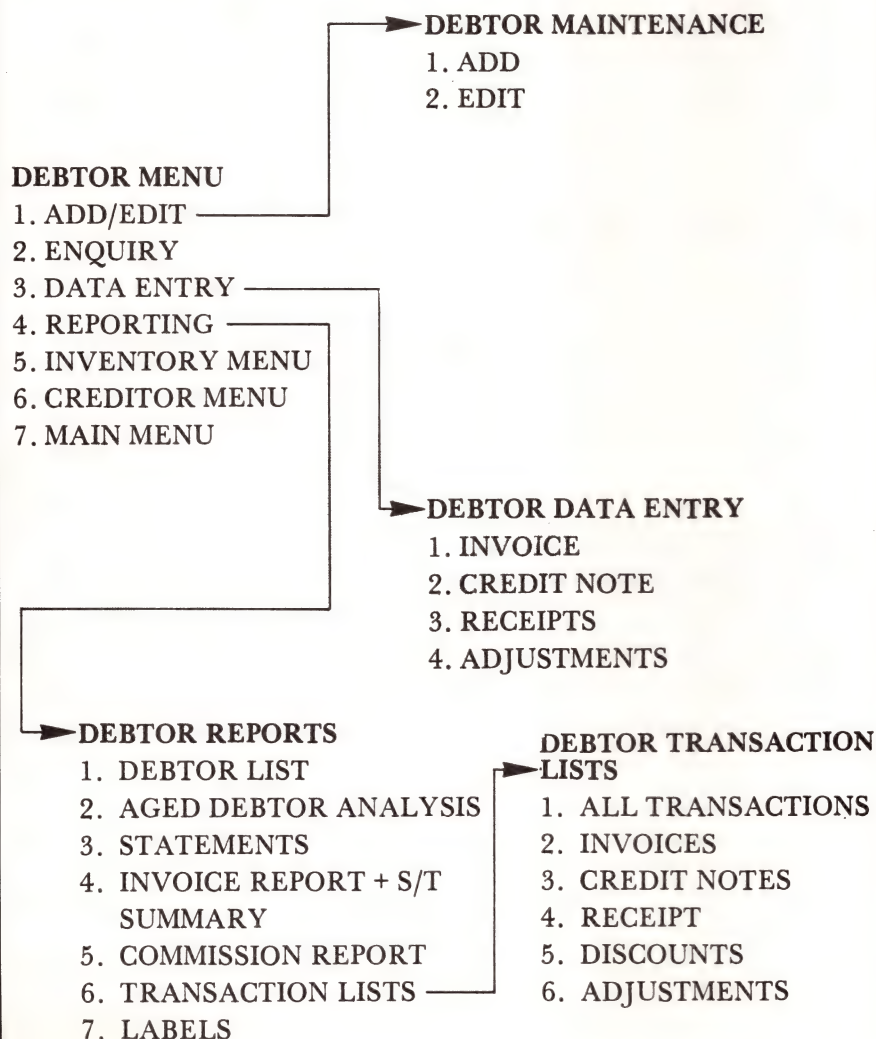 DEBTOR MAINTENANCE
1. ADD
2. EDIT
DEBTOR MENU
1. ADD/EDIT
2. ENQUIRY
3. DATA ENTRY
4. REPORTING
5. INVENTORY MENU
6. CREDITOR MENU
7. MAIN MENU
DEBTOR DATA ENTRY
1. INVOICE
2. CREDIT NOTE
3. RECEIPTS
4. ADJUSTMENTS
DEBTOR REPORTS
1. DEBTOR LIST
2. AGED DEBTOR ANALYSIS
3. STATEMENTS
4. INVOICE REPORT + S/T
SUMMARY
5. COMMISSION REPORT
6. TRANSACTION LISTS
7. LABELS
DEBTOR TRANSACTION
LISTS
1. ALL TRANSACTIONS
2. INVOICES
3. CREDIT NOTES
4. RECEIPT
5. DISCOUNTS
6. ADJUSTMENTS